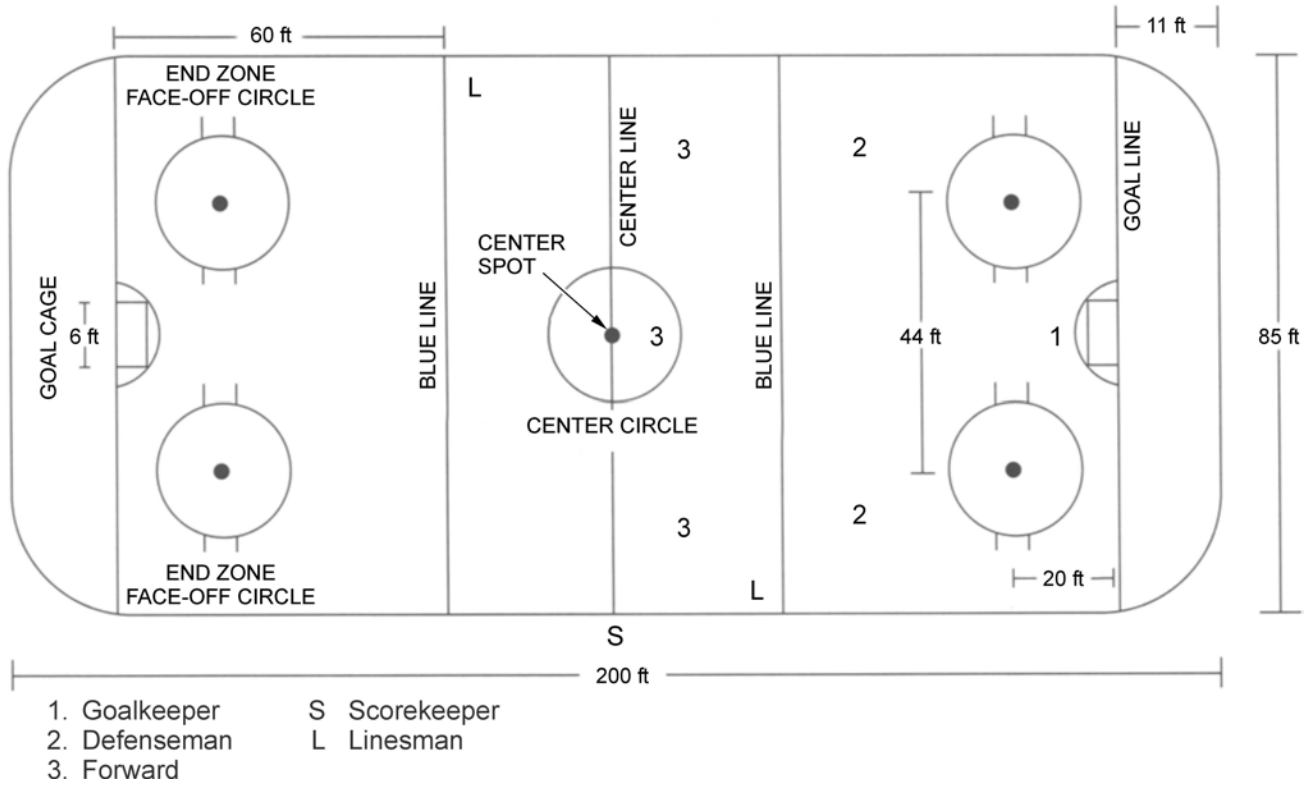 60 ft
11 ft
END ZONE
FACE-OFF CIRCLE
L
3
2
CENTER LINE
GOAL LINE
CENTER
SPOT
GOAL CAGE
6 ft
BLUE LINE
3
BLUE LINE
44 ft
1
85 ft
CENTER CIRCLE
3
2
END ZONE
FACE-OFF CIRCLE
L
20 ft
S
200 ft
1. Goalkeeper
2. Defenseman
3. Forward
S Scorekeeper
L Linesman